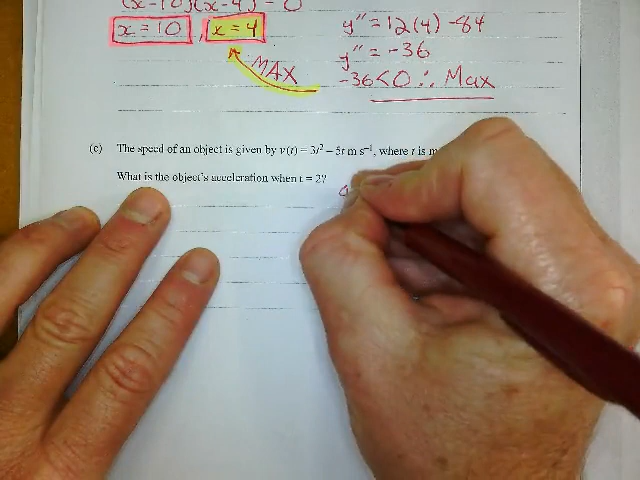 (x-10)(x-4) = 0
x = 10, x = 4
MAX
y" = 12(4) - 84
y" = -36
-36 < 0 ∴ Max
(c) The speed of an object is given by v(t) = 3t² – 5t m s⁻¹, where t is
What is the object's acceleration when t = 2?